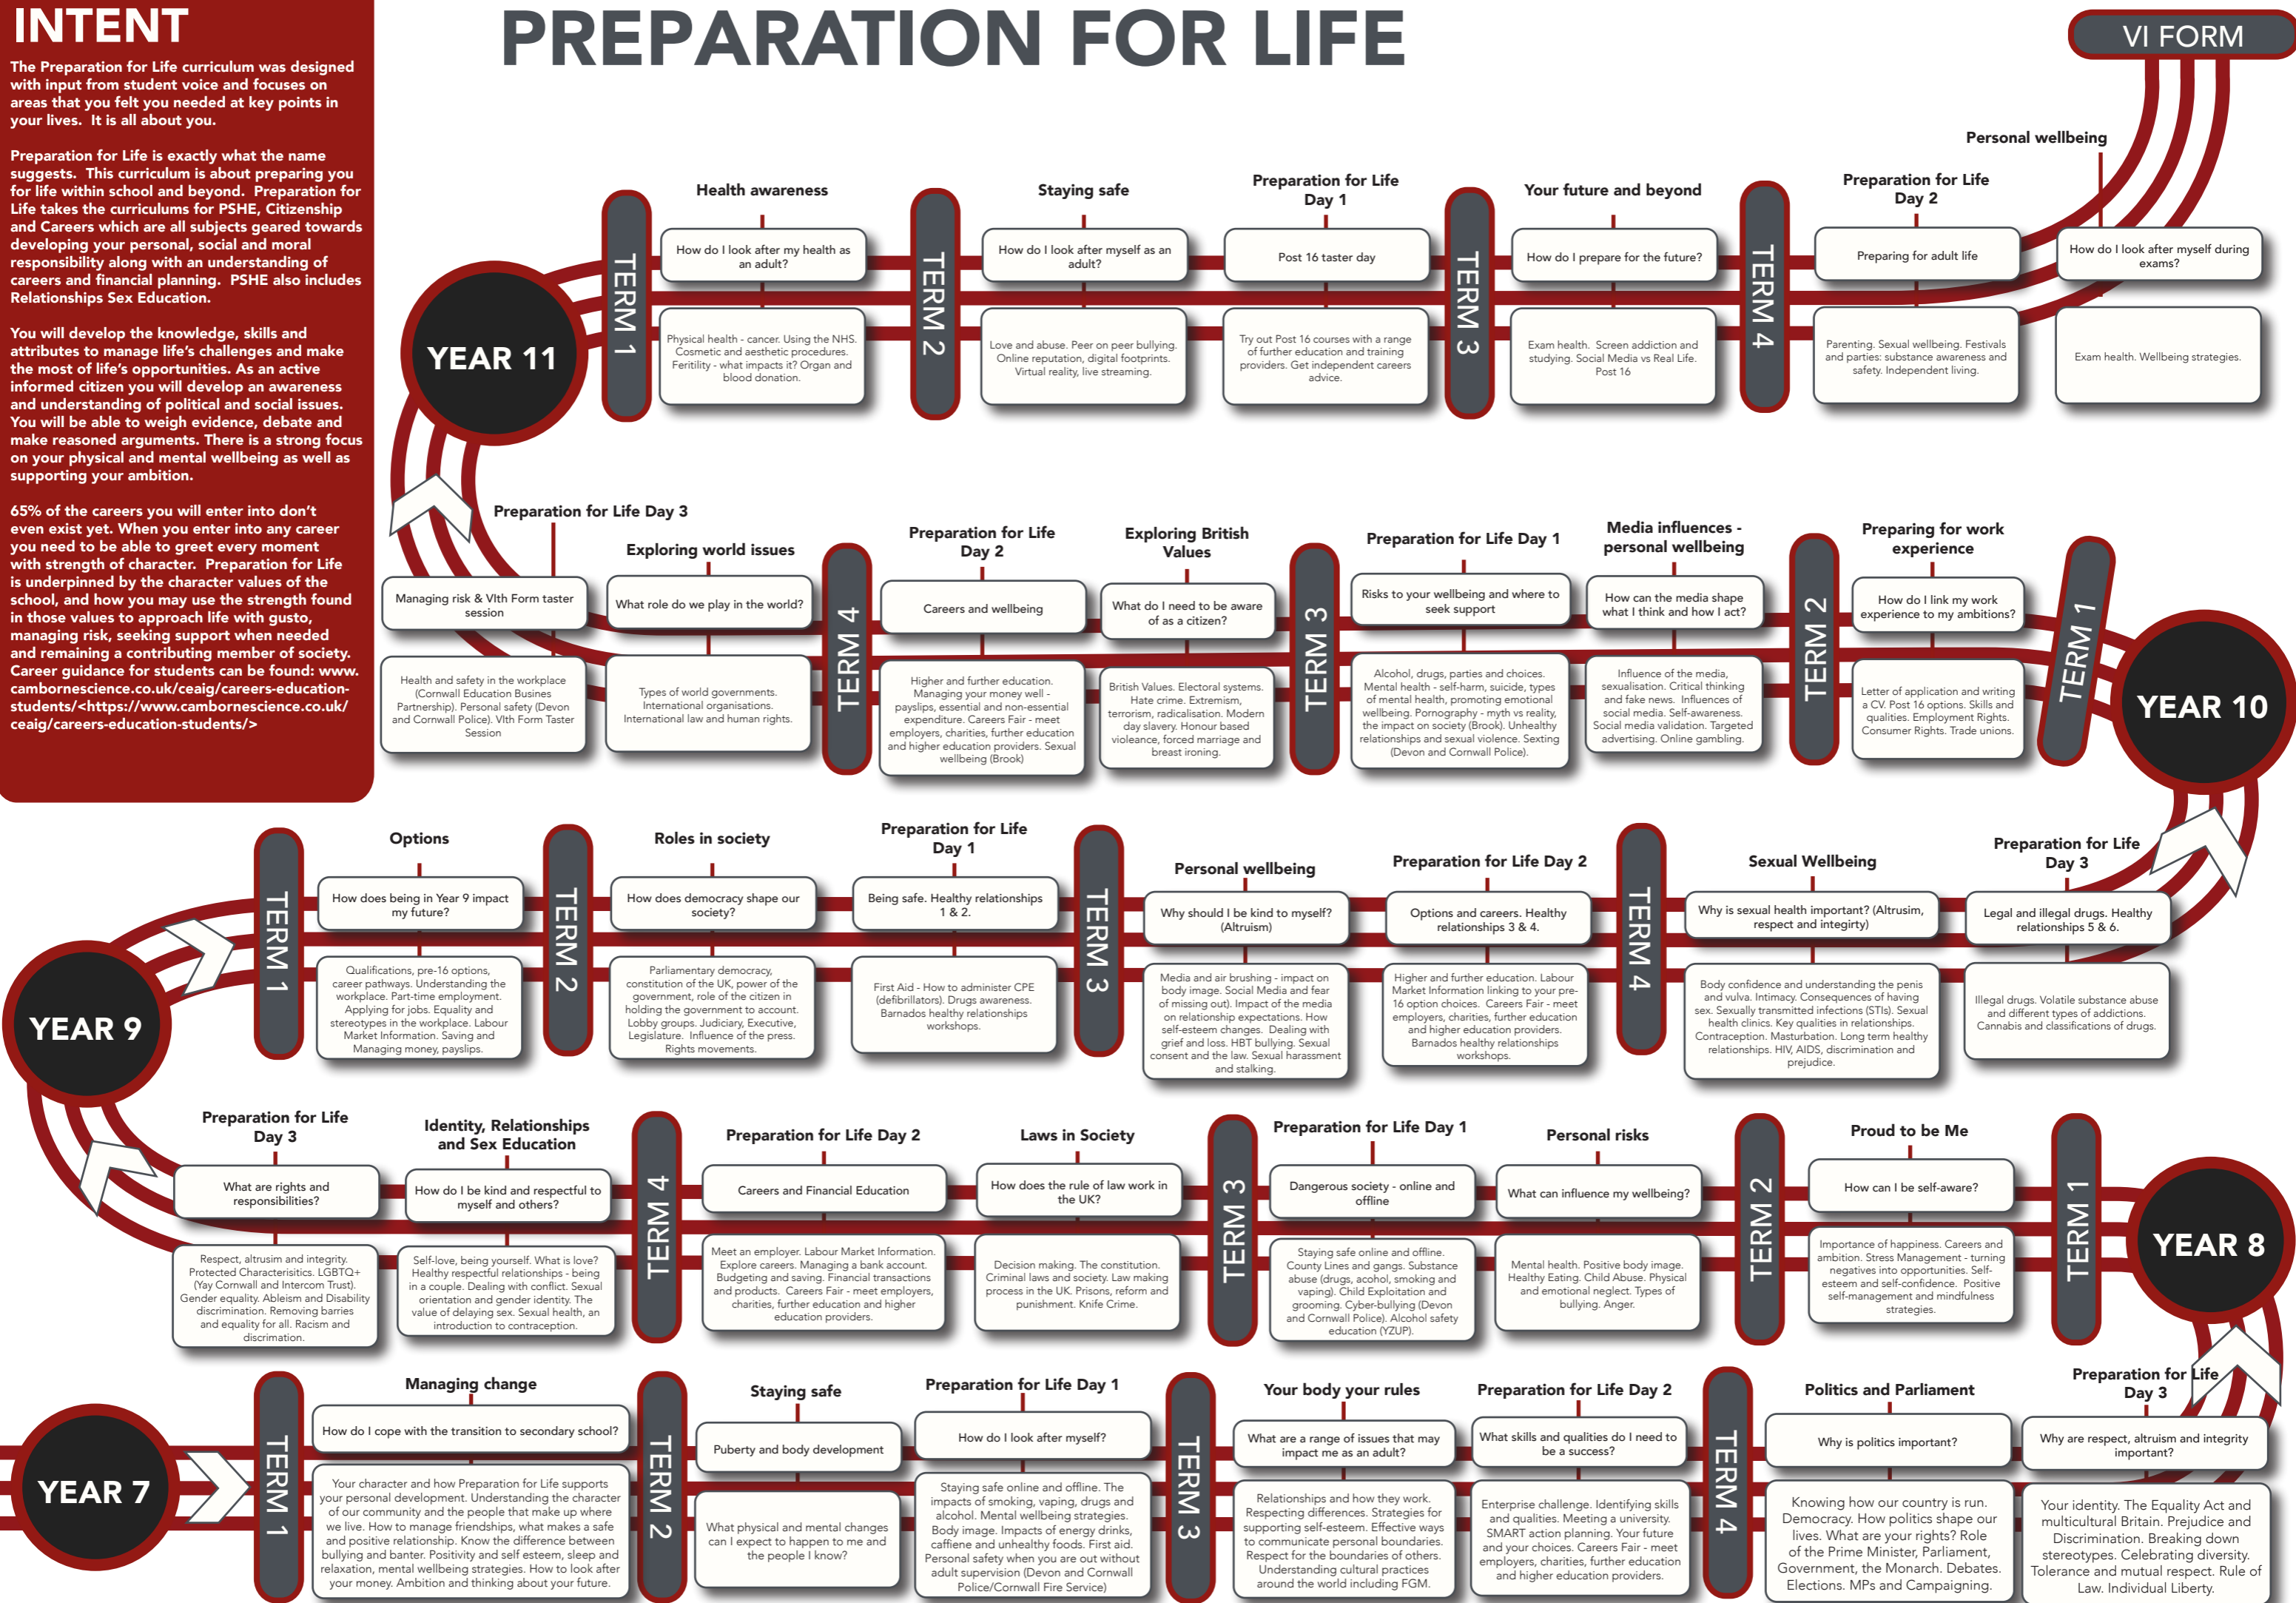 INTENT
The Preparation for Life curriculum was designed
with input from student voice and focuses on
areas that you felt you needed at key points in
your lives.  It is all about you.
Preparation for Life is exactly what the name
suggests.  This curriculum is about preparing you
for life within school and beyond.  Preparation for
Life takes the curriculums for PSHE, Citizenship
and Careers which are all subjects geared towards
developing your personal, social and moral
responsibility along with an understanding of
careers and financial planning.  PSHE also includes
Relationships Sex Education.
You will develop the knowledge, skills and
attributes to manage life's challenges and make
the most of life's opportunities. As an active
informed citizen you will develop an awareness
and understanding of political and social issues.
You will be able to weigh evidence, debate and
make reasoned arguments. There is a strong focus
on your physical and mental wellbeing as well as
supporting your ambition.
65% of the careers you will enter into don't
even exist yet. When you enter into any career
you need to be able to greet every moment
with strength of character.  Preparation for Life
is underpinned by the character values of the
school, and how you may use the strength found
in those values to approach life with gusto,
managing risk, seeking support when needed
and remaining a contributing member of society.
Career guidance for students can be found: www.
cambornescience.co.uk/ceaig/careers-education-
students/<https://www.cambornescience.co.uk/
ceaig/careers-education-students/>
PREPARATION FOR LIFE
VI FORM
YEAR 11
TERM 1
Health awareness
How do I look after my health as
an adult?
Physical health - cancer. Using the NHS.
Cosmetic and aesthetic procedures.
Feritility - what impacts it? Organ and
blood donation.
TERM 2
Staying safe
How do I look after myself as an
adult?
Love and abuse. Peer on peer bullying.
Online reputation, digital footprints.
Virtual reality, live streaming.
Preparation for Life
Day 1
Post 16 taster day
Try out Post 16 courses with a range
of further education and training
providers. Get independent careers
advice.
TERM 3
Your future and beyond
How do I prepare for the future?
Exam health.  Screen addiction and
studying. Social Media vs Real Life.
Post 16
TERM 4
Preparation for Life
Day 2
Preparing for adult life
Parenting. Sexual wellbeing. Festivals
and parties: substance awareness and
safety. Independent living.
Personal wellbeing
How do I look after myself during
exams?
Exam health. Wellbeing strategies.
Preparation for Life Day 3
Managing risk & VIth Form taster
session
Health and safety in the workplace
(Cornwall Education Busines
Partnership). Personal safety (Devon
and Cornwall Police). VIth Form Taster
Session
Exploring world issues
What role do we play in the world?
Types of world governments.
International organisations.
International law and human rights.
TERM 4
Preparation for Life
Day 2
Careers and wellbeing
Higher and further education.
Managing your money well -
payslips, essential and non-essential
expenditure. Careers Fair - meet
employers, charities, further education
and higher education providers. Sexual
wellbeing (Brook)
Exploring British
Values
What do I need to be aware
of as a citizen?
British Values. Electoral systems.
Hate crime. Extremism,
terrorism, radicalisation. Modern
day slavery. Honour based
violeance, forced marriage and
breast ironing.
TERM 3
Preparation for Life Day 1
Risks to your wellbeing and where to
seek support
Alcohol, drugs, parties and choices.
Mental health - self-harm, suicide, types
of mental health, promoting emotional
wellbeing. Pornography - myth vs reality,
the impact on society (Brook). Unhealthy
relationships and sexual violence. Sexting
(Devon and Cornwall Police).
Media influences -
personal wellbeing
How can the media shape
what I think and how I act?
Influence of the media,
sexualisation. Critical thinking
and fake news.  Influences of
social media. Self-awareness.
Social media validation. Targeted
advertising. Online gambling.
TERM 2
Preparing for work
experience
How do I link my work
experience to my ambitions?
Letter of application and writing
a CV. Post 16 options. Skills and
qualities. Employment Rights.
Consumer Rights. Trade unions.
TERM 1
YEAR 10
YEAR 9
TERM 1
Options
How does being in Year 9 impact
my future?
Qualifications, pre-16 options,
career pathways. Understanding the
workplace. Part-time employment.
Applying for jobs. Equality and
stereotypes in the workplace. Labour
Market Information. Saving and
Managing money, payslips.
TERM 2
Roles in society
How does democracy shape our
society?
Parliamentary democracy,
constitution of the UK, power of the
government, role of the citizen in
holding the government to account.
Lobby groups. Judiciary, Executive,
Legislature.  Influence of the press.
Rights movements.
Preparation for Life
Day 1
Being safe. Healthy relationships
1 & 2.
First Aid - How to administer CPE
(defibrillators). Drugs awareness.
Barnados healthy relationships
workshops.
TERM 3
Personal wellbeing
Why should I be kind to myself?
(Altruism)
Media and air brushing - impact on
body image. Social Media and fear
of missing out). Impact of the media
on relationship expectations. How
self-esteem changes.  Dealing with
grief and loss. HBT bullying. Sexual
consent and the law. Sexual harassment
and stalking.
Preparation for Life Day 2
Options and careers. Healthy
relationships 3 & 4.
Higher and further education. Labour
Market Information linking to your pre-
16 option choices.  Careers Fair - meet
employers, charities, further education
and higher education providers.
Barnados healthy relationships
workshops.
TERM 4
Sexual Wellbeing
Why is sexual health important? (Altrusim,
respect and integirty)
Body confidence and understanding the penis
and vulva. Intimacy. Consequences of having
sex. Sexually transmitted infections (STIs). Sexual
health clinics. Key qualities in relationships.
Contraception. Masturbation. Long term healthy
relationships. HIV, AIDS, discrimination and
prejudice.
Preparation for Life
Day 3
Legal and illegal drugs. Healthy
relationships 5 & 6.
Illegal drugs. Volatile substance abuse
and different types of addictions.
Cannabis and classifications of drugs.
Preparation for Life
Day 3
What are rights and
responsibilities?
Respect, altrusim and integrity.
Protected Characterisitics. LGBTQ+
(Yay Cornwall and Intercom Trust).
Gender equality. Ableism and Disability
discrimination. Removing barries
and equality for all. Racism and
discrimation.
Identity, Relationships
and Sex Education
How do I be kind and respectful to
myself and others?
Self-love, being yourself. What is love?
Healthy respectful relationships - being
in a couple. Dealing with conflict. Sexual
orientation and gender identity. The
value of delaying sex. Sexual health, an
introduction to contraception.
TERM 4
Preparation for Life Day 2
Careers and Financial Education
Meet an employer. Labour Market Information.
Explore careers. Managing a bank account.
Budgeting and saving. Financial transactions
and products.  Careers Fair - meet employers,
charities, further education and higher
education providers.
Laws in Society
How does the rule of law work in
the UK?
Decision making. The constitution.
Criminal laws and society. Law making
process in the UK. Prisons, reform and
punishment. Knife Crime.
TERM 3
Preparation for Life Day 1
Dangerous society - online and
offline
Staying safe online and offline.
County Lines and gangs. Substance
abuse (drugs, acohol, smoking and
vaping). Child Exploitation and
grooming. Cyber-bullying (Devon
and Cornwall Police). Alcohol safety
education (YZUP).
Personal risks
What can influence my wellbeing?
Mental health. Positive body image.
Healthy Eating. Child Abuse. Physical
and emotional neglect. Types of
bullying. Anger.
TERM 2
Proud to be Me
How can I be self-aware?
Importance of happiness. Careers and
ambition. Stress Management - turning
negatives into opportunities. Self-
esteem and self-confidence.  Positive
self-management and mindfulness
strategies.
TERM 1
YEAR 8
YEAR 7
TERM 1
Managing change
How do I cope with the transition to secondary school?
Your character and how Preparation for Life supports
your personal development. Understanding the character
of our community and the people that make up where
we live. How to manage friendships, what makes a safe
and positive relationship. Know the difference between
bullying and banter. Positivity and self esteem, sleep and
relaxation, mental wellbeing strategies. How to look after
your money. Ambition and thinking about your future.
TERM 2
Staying safe
Puberty and body development
What physical and mental changes
can I expect to happen to me and
the people I know?
Preparation for Life Day 1
How do I look after myself?
Staying safe online and offline. The
impacts of smoking, vaping, drugs and
alcohol. Mental wellbeing strategies.
Body image. Impacts of energy drinks,
caffiene and unhealthy foods. First aid.
Personal safety when you are out without
adult supervision (Devon and Cornwall
Police/Cornwall Fire Service)
TERM 3
Your body your rules
What are a range of issues that may
impact me as an adult?
Relationships and how they work.
Respecting differences. Strategies for
supporting self-esteem. Effective ways
to communicate personal boundaries.
Respect for the boundaries of others.
Understanding cultural practices
around the world including FGM.
Preparation for Life Day 2
What skills and qualities do I need to
be a success?
Enterprise challenge. Identifying skills
and qualities. Meeting a university.
SMART action planning. Your future
and your choices. Careers Fair - meet
employers, charities, further education
and higher education providers.
TERM 4
Politics and Parliament
Why is politics important?
Knowing how our country is run.
Democracy. How politics shape our
lives. What are your rights? Role
of the Prime Minister, Parliament,
Government, the Monarch. Debates.
Elections. MPs and Campaigning.
Preparation for Life
Day 3
Why are respect, altruism and integrity
important?
Your identity. The Equality Act and
multicultural Britain. Prejudice and
Discrimination. Breaking down
stereotypes. Celebrating diversity.
Tolerance and mutual respect. Rule of
Law. Individual Liberty.